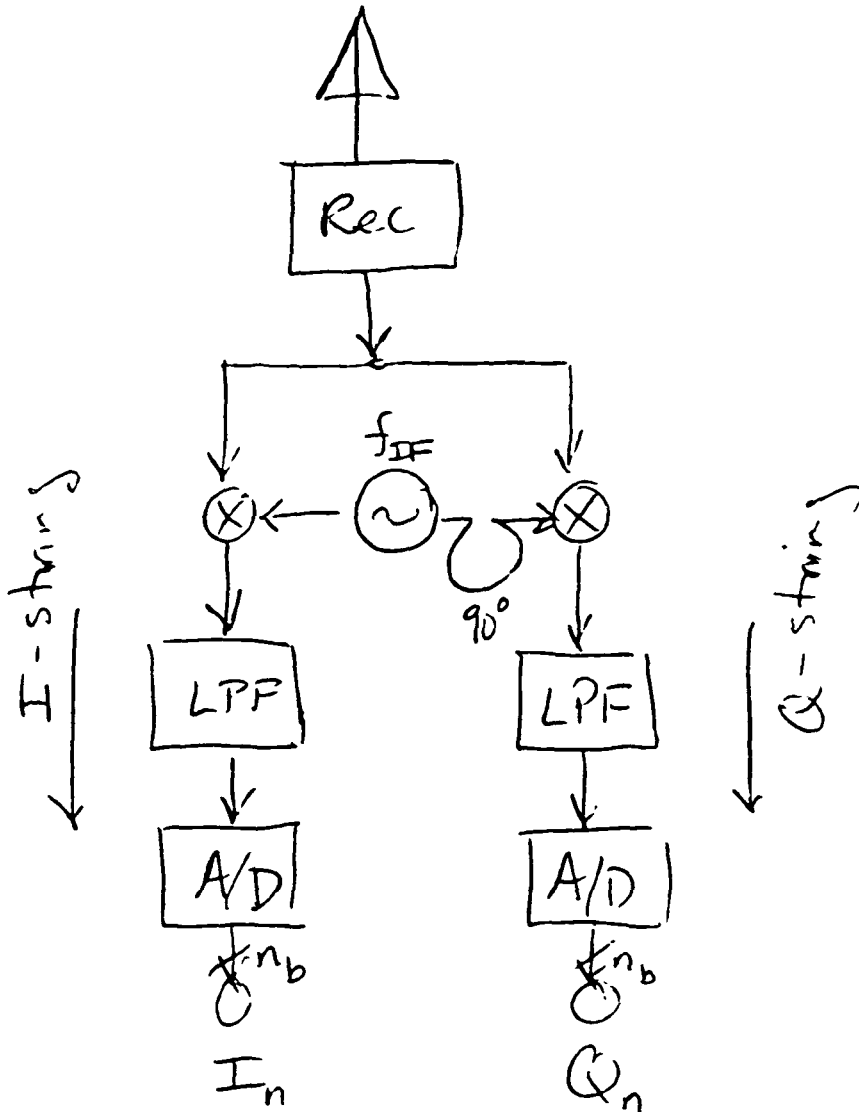 Rec
f_IF
I-string
Q-string
90°
LPF
LPF
A/D
A/D
n_b
n_b
I_n
Q_n